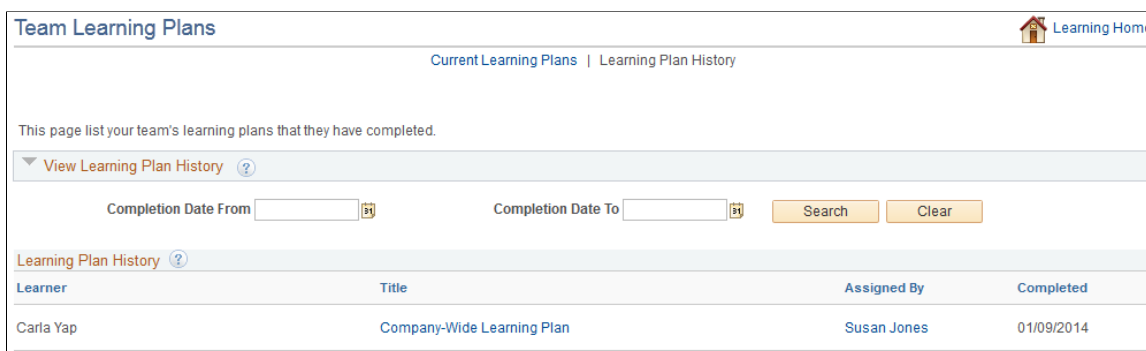 Team Learning Plans Learning Home
Current Learning Plans | Learning Plan History
This page list your team's learning plans that they have completed.
View Learning Plan History ?
Completion Date From 31 Completion Date To 31 Search Clear
Learning Plan History ?
Learner Title Assigned By Completed
Carla Yap Company-Wide Learning Plan Susan Jones 01/09/2014